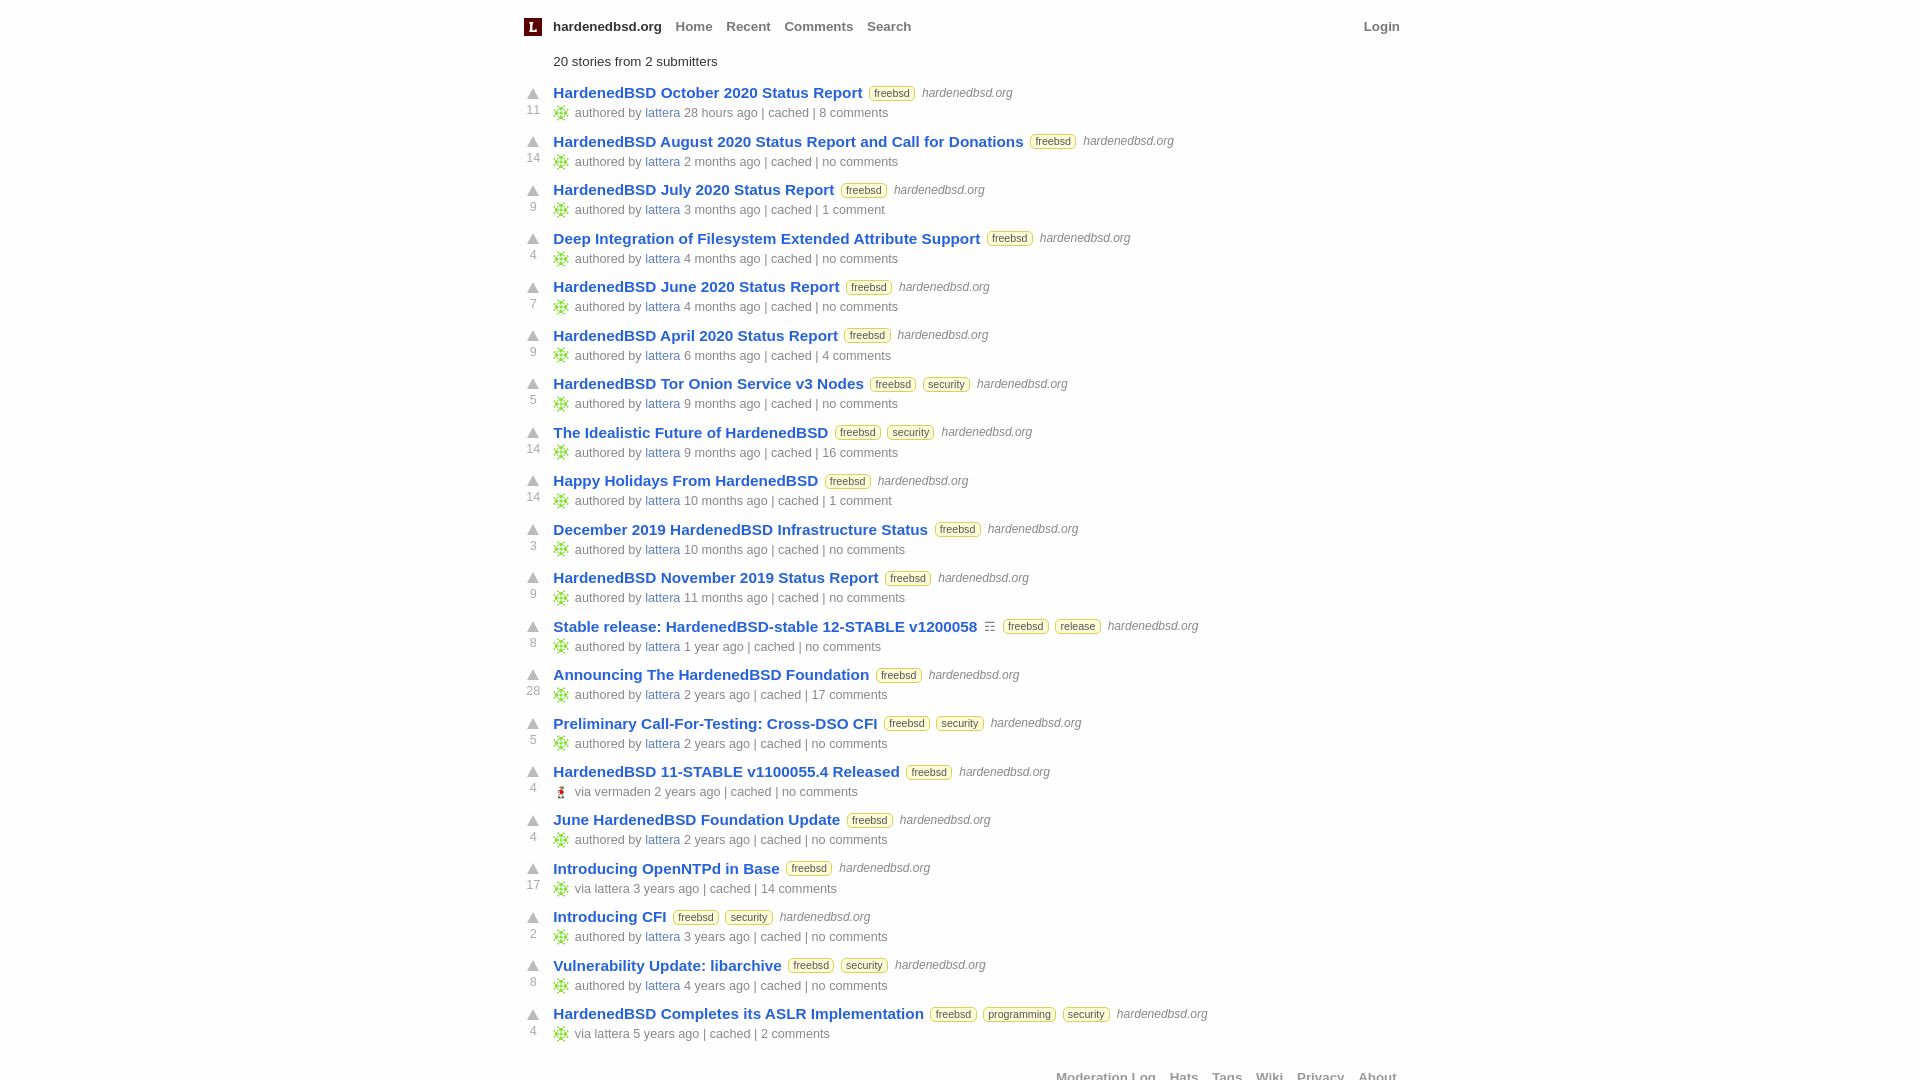 L hardenedbsd.org Home Recent Comments Search Login
20 stories from 2 submitters
HardenedBSD October 2020 Status Report freebsd hardenedbsd.org
11 authored by lattera 28 hours ago | cached | 8 comments
HardenedBSD August 2020 Status Report and Call for Donations freebsd hardenedbsd.org
14 authored by lattera 2 months ago | cached | no comments
HardenedBSD July 2020 Status Report freebsd hardenedbsd.org
9 authored by lattera 3 months ago | cached | 1 comment
Deep Integration of Filesystem Extended Attribute Support freebsd hardenedbsd.org
4 authored by lattera 4 months ago | cached | no comments
HardenedBSD June 2020 Status Report freebsd hardenedbsd.org
7 authored by lattera 4 months ago | cached | no comments
HardenedBSD April 2020 Status Report freebsd hardenedbsd.org
9 authored by lattera 6 months ago | cached | 4 comments
HardenedBSD Tor Onion Service v3 Nodes freebsd security hardenedbsd.org
5 authored by lattera 9 months ago | cached | no comments
The Idealistic Future of HardenedBSD freebsd security hardenedbsd.org
14 authored by lattera 9 months ago | cached | 16 comments
Happy Holidays From HardenedBSD freebsd hardenedbsd.org
14 authored by lattera 10 months ago | cached | 1 comment
December 2019 HardenedBSD Infrastructure Status freebsd hardenedbsd.org
3 authored by lattera 10 months ago | cached | no comments
HardenedBSD November 2019 Status Report freebsd hardenedbsd.org
9 authored by lattera 11 months ago | cached | no comments
Stable release: HardenedBSD-stable 12-STABLE v1200058 ☶ freebsd release hardenedbsd.org
8 authored by lattera 1 year ago | cached | no comments
Announcing The HardenedBSD Foundation freebsd hardenedbsd.org
28 authored by lattera 2 years ago | cached | 17 comments
Preliminary Call-For-Testing: Cross-DSO CFI freebsd security hardenedbsd.org
5 authored by lattera 2 years ago | cached | no comments
HardenedBSD 11-STABLE v1100055.4 Released freebsd hardenedbsd.org
4 via vermaden 2 years ago | cached | no comments
June HardenedBSD Foundation Update freebsd hardenedbsd.org
4 authored by lattera 2 years ago | cached | no comments
Introducing OpenNTPd in Base freebsd hardenedbsd.org
17 via lattera 3 years ago | cached | 14 comments
Introducing CFI freebsd security hardenedbsd.org
2 authored by lattera 3 years ago | cached | no comments
Vulnerability Update: libarchive freebsd security hardenedbsd.org
8 authored by lattera 4 years ago | cached | no comments
HardenedBSD Completes its ASLR Implementation freebsd programming security hardenedbsd.org
4 via lattera 5 years ago | cached | 2 comments
Moderation Log Hats Tags Wiki Privacy About